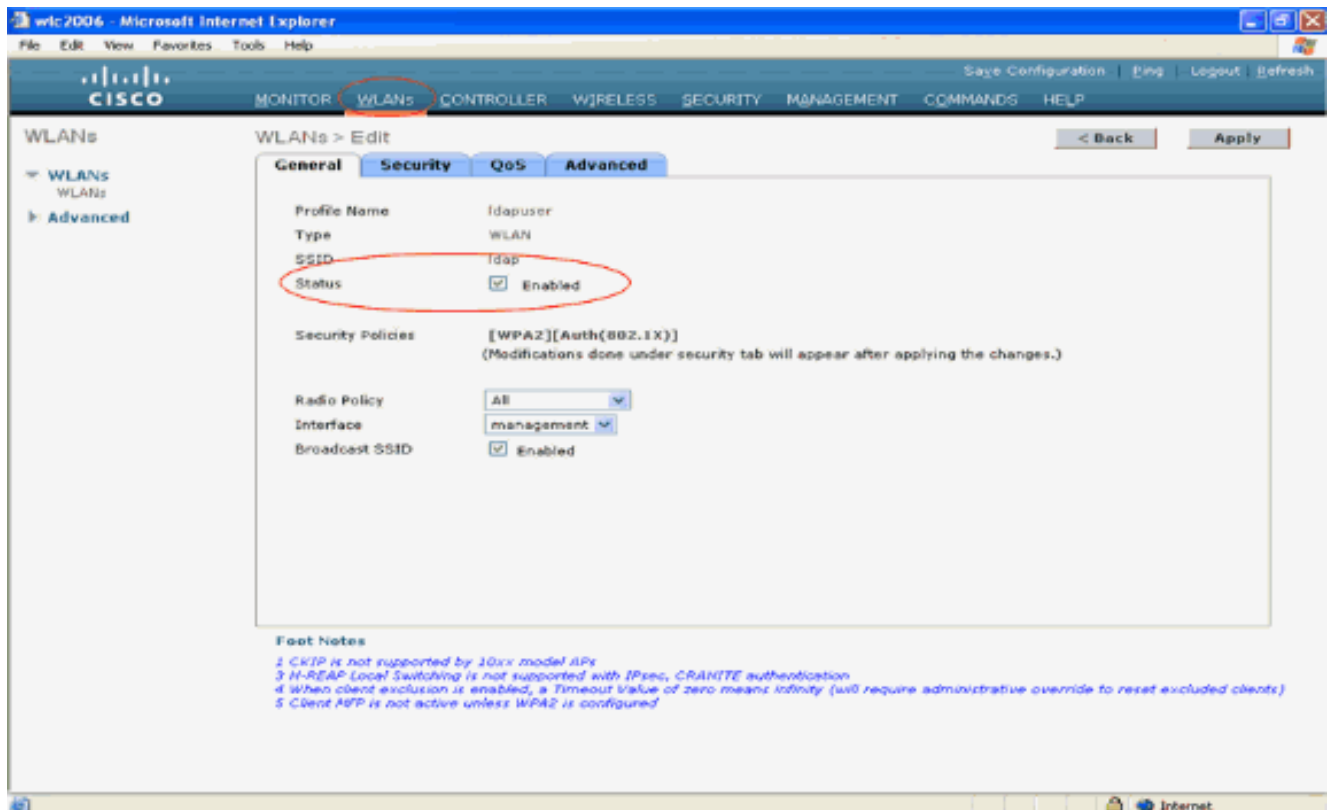 wlc2006 - Microsoft Internet Explorer
File Edit View Favorites Tools Help
Save Configuration | Ping | Logout | Refresh
CISCO
MONITOR WLANs CONTROLLER WIRELESS SECURITY MANAGEMENT COMMANDS HELP
WLANs
WLANs > Edit
< Back Apply
WLANs
WLANs
Advanced
General Security QoS Advanced
Profile Name ldapuser
Type WLAN
SSID ldap
Status Enabled
Security Policies [WPA2][Auth(802.1X)]
(Modifications done under security tab will appear after applying the changes.)
Radio Policy All
Interface management
Broadcast SSID Enabled
Foot Notes
1 CKIP is not supported by 10xx model APs
3 H-REAP Local Switching is not supported with IPsec, CRANITE authentication
4 When client exclusion is enabled, a Timeout Value of zero means infinity (will require administrative override to reset excluded clients)
5 Client MFP is not active unless WPA2 is configured
Internet